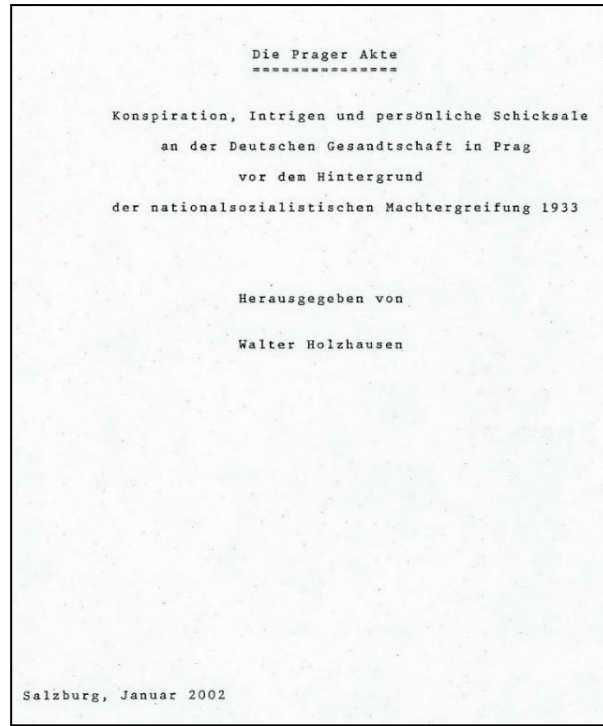 Die Prager Akte
===============
Konspiration, Intrigen und persönliche Schicksale
an der Deutschen Gesandtschaft in Prag
vor dem Hintergrund
der nationalsozialistischen Machtergreifung 1933
Herausgegeben von
Walter Holzhausen
Salzburg, Januar 2002